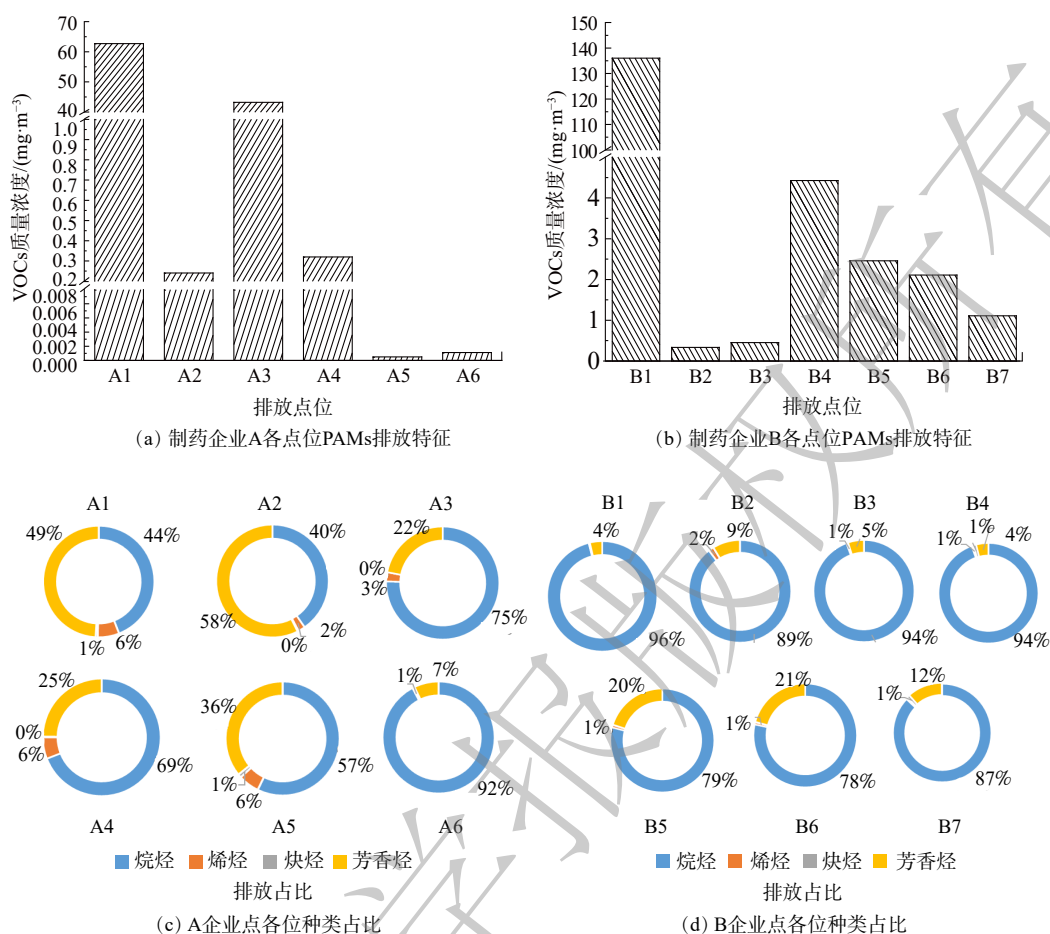 70
60
50
40
1.0
0.9
0.8
0.7
0.6
0.5
0.4
0.3
0.2
0.008
0.006
0.004
0.002
0.000
VOCs质量浓度/(mg·m⁻³)
A1 A2 A3 A4 A5 A6
排放点位
(a) 制药企业A各点位PAMs排放特征
150
140
130
120
110
100
4
3
2
1
0
VOCs质量浓度/(mg·m⁻³)
B1 B2 B3 B4 B5 B6 B7
排放点位
(b) 制药企业B各点位PAMs排放特征
A1
49% 44%
1% 6%
A2
40%
58% 0% 2%
A3
22%
0%
3%
75%
25%
0%
6%
69%
A4
36%
57%
1%
6%
A5
1% 7%
92%
A6
烷烃 烯烃 炔烃 芳香烃
排放占比
(c) A企业点各位种类占比
B1
4%
96%
B2
2% 9%
89%
B3
1% 5%
94%
B4
1% 1% 4%
94%
20%
1%
79%
B5
21%
1%
78%
B6
12%
1%
87%
B7
烷烃 烯烃 炔烃 芳香烃
排放占比
(d) B企业点各位种类占比
学报版权所有